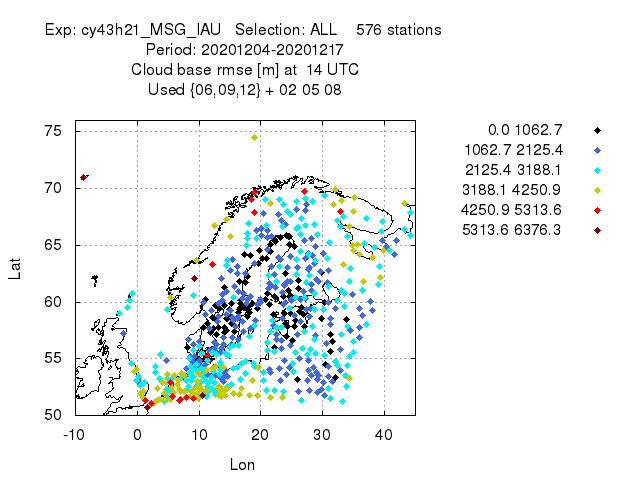 Exp: cy43h21_MSG_IAU Selection: ALL 576 stations
Period: 20201204-20201217
Cloud base rmse [m] at 14 UTC
Used {06,09,12} + 02 05 08
0.0 1062.7
1062.7 2125.4
2125.4 3188.1
3188.1 4250.9
4250.9 5313.6
5313.6 6376.3
75
70
65
60
55
50
Lat
-10 0 10 20 30 40
Lon